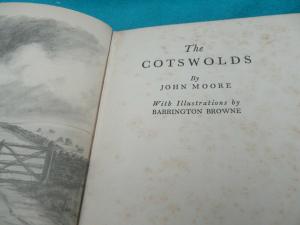 The
COTSWOLDS
By
JOHN MOORE
With Illustrations by
BARRINGTON BROWNE